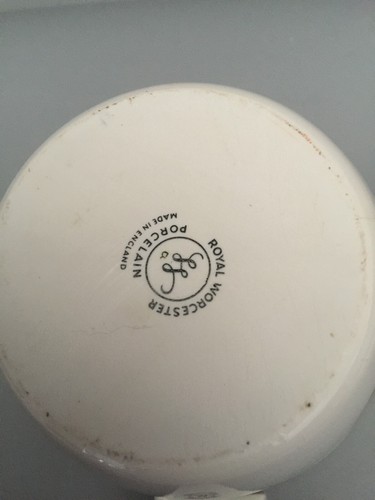 ROYAL WORCESTER
PORCELAIN
MADE IN ENGLAND